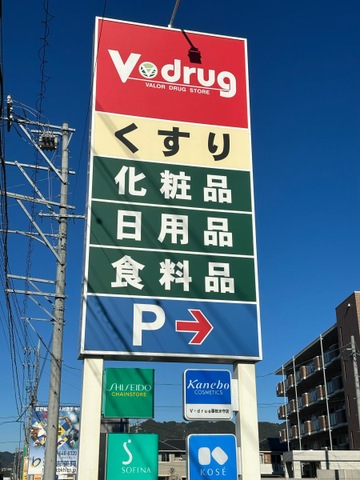 V・drug
VALOR DRUG STORE
くすり
化粧品
日用品
食料品
P
SHISEIDO
CHAINSTORE
Kanebo
COSMETICS
SOFINA
KOSÉ